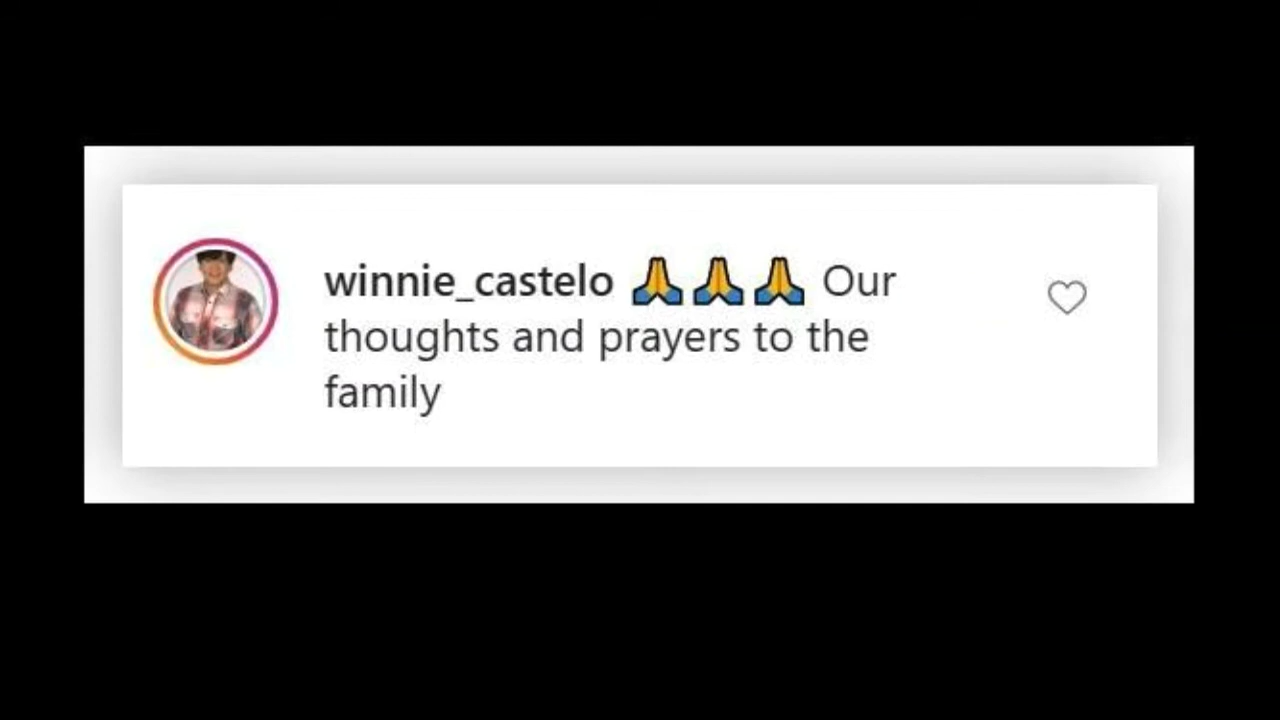 winnie_castelo 🙏🙏🙏 Our
thoughts and prayers to the
family